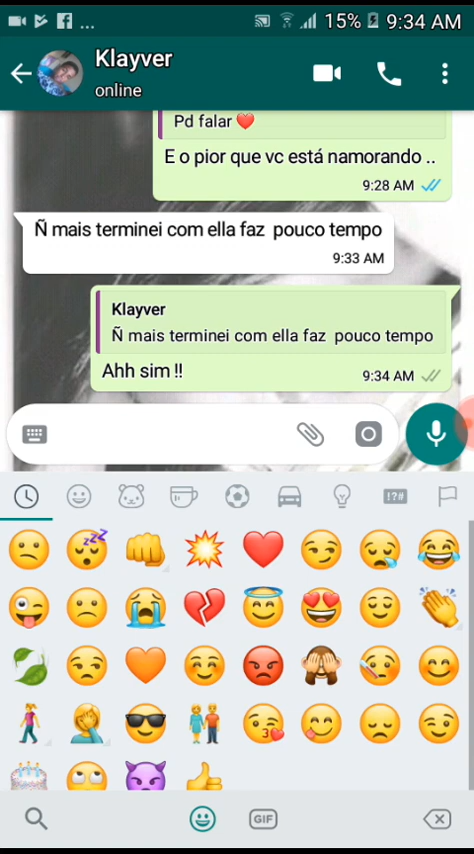 ... 15% 9:34 AM
Klayver
online
Pd falar ❤️
E o pior que vc está namorando ..
9:28 AM
Ñ mais terminei com ella faz pouco tempo
9:33 AM
Klayver
Ñ mais terminei com ella faz pouco tempo
Ahh sim !!
9:34 AM
!?#
GIF